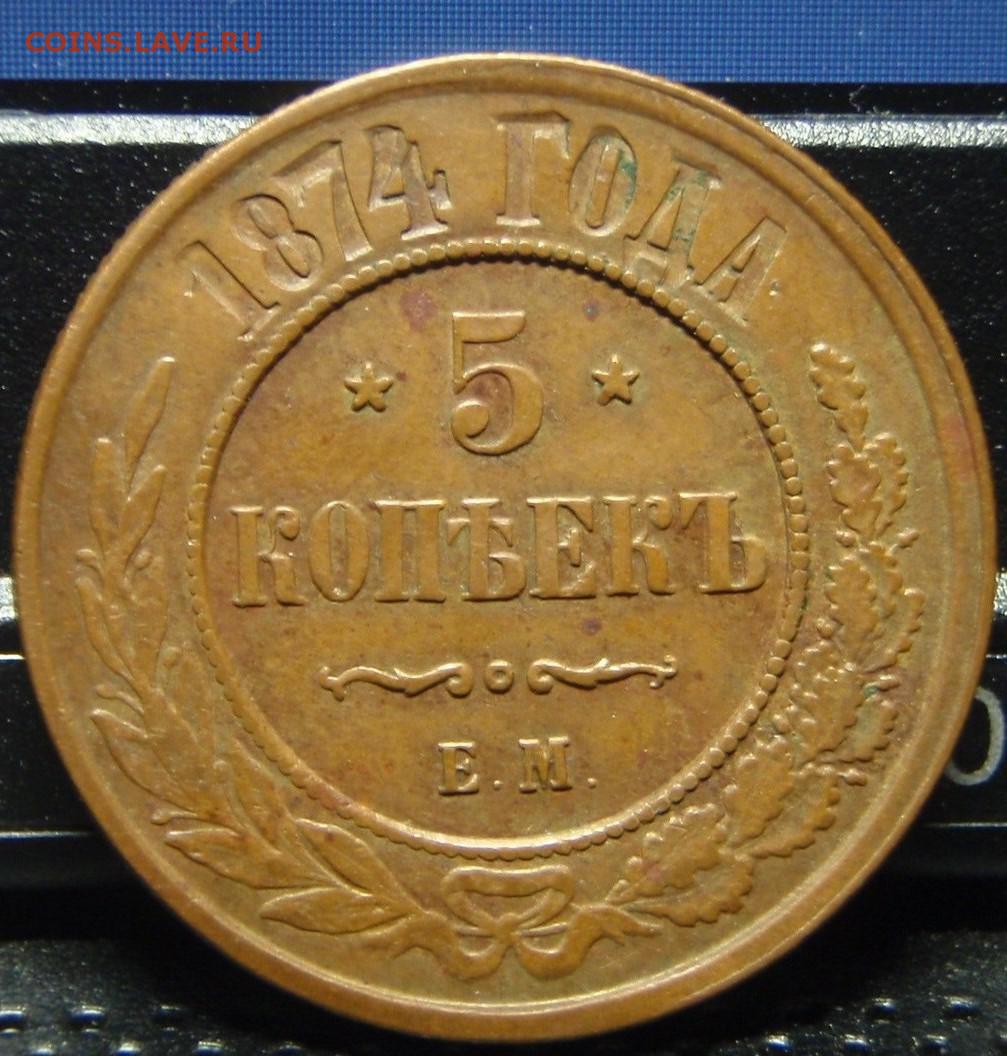 COINS.LAVE.RU
1874 ГОДА
5
КОПѢЕКЪ
Е.М.